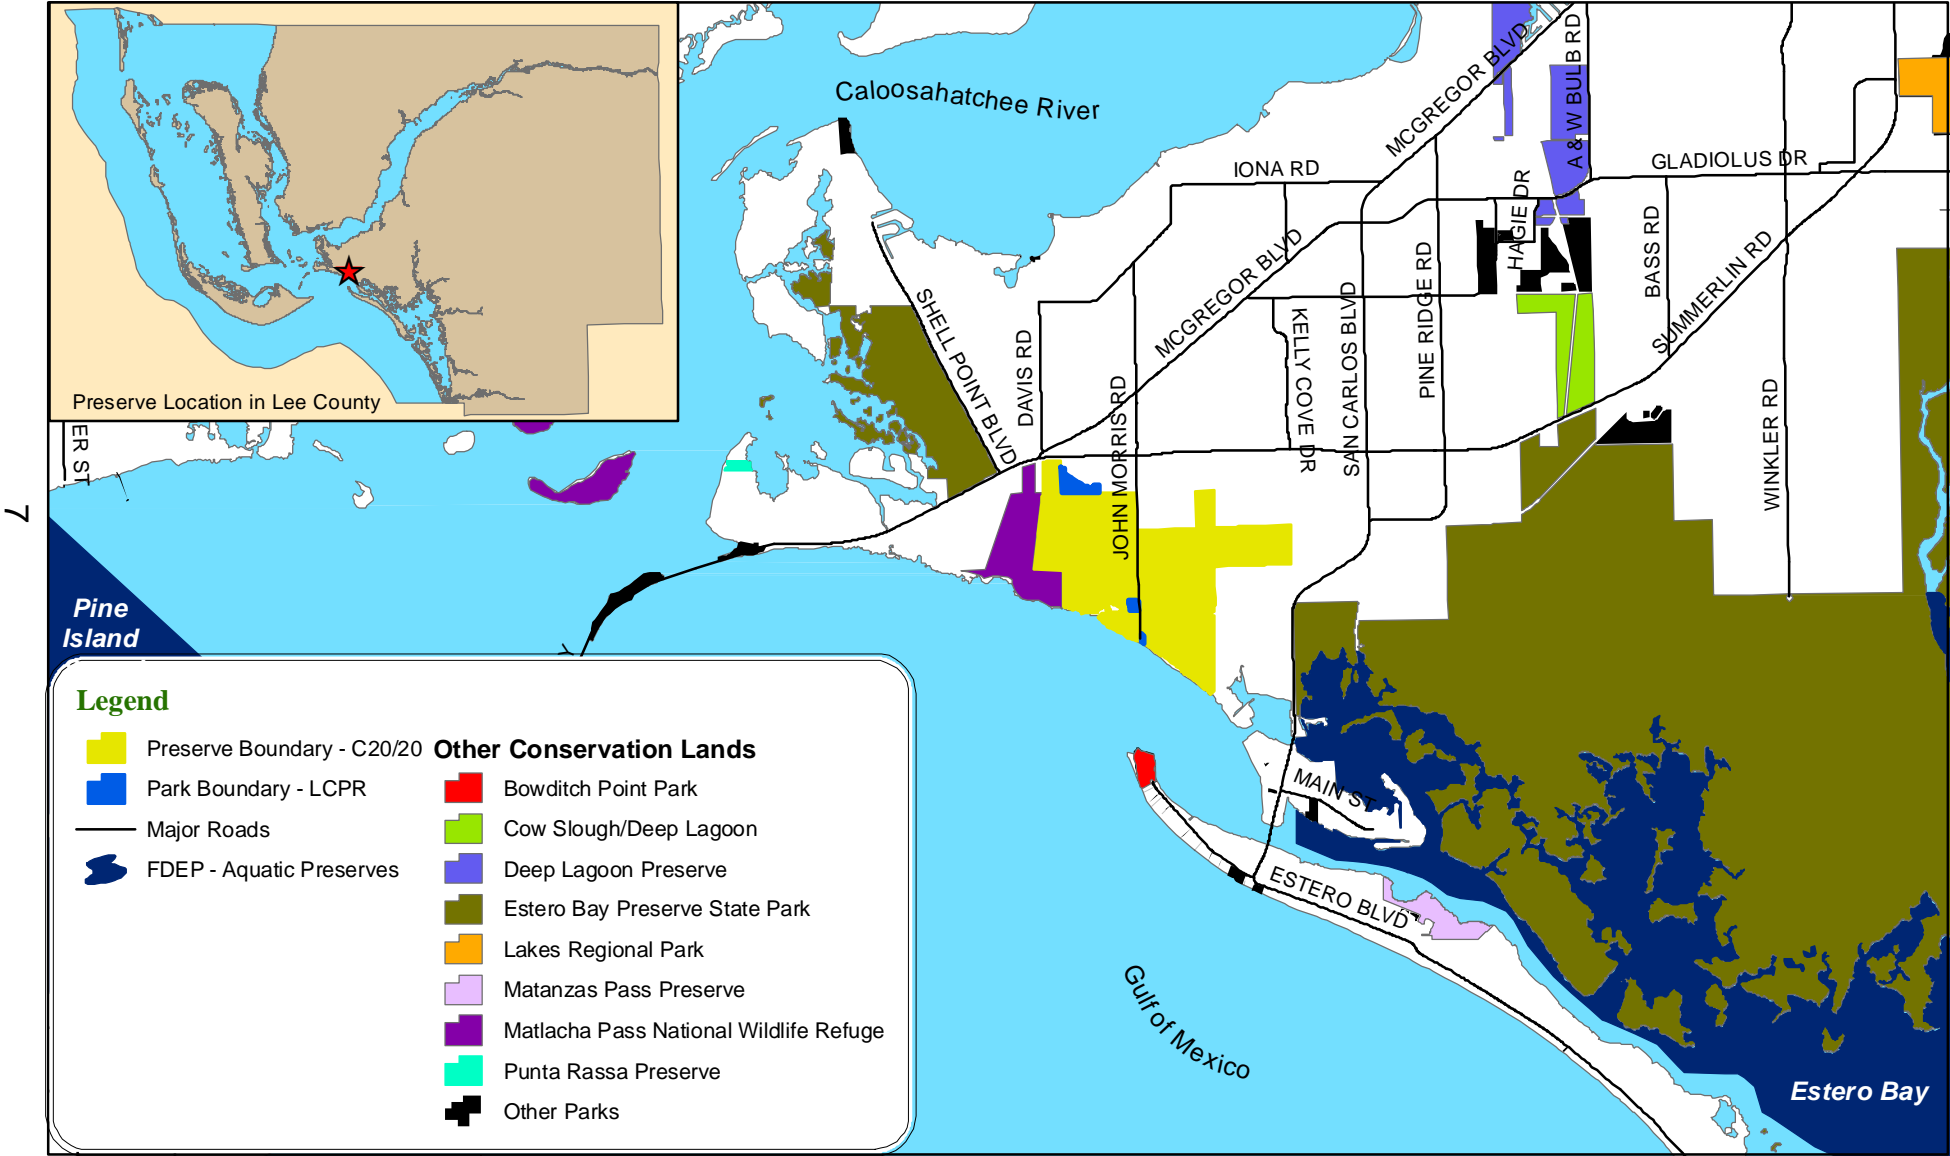 Preserve Location in Lee County
Caloosahatchee River
MCGREGOR BLVD
A & W BULB RD
IONA RD
GLADIOLUS DR
HAGIE DR
BASS RD
SUMMERLIN RD
MCGREGOR BLVD
SHELL POINT BLVD
DAVIS RD
JOHN MORRIS RD
KELLY COVE DR
SAN CARLOS BLVD
PINE RIDGE RD
WINKLER RD
ER ST
7
Pine
Island
MAIN ST
ESTERO BLVD
Gulf of Mexico
Estero Bay
Legend
Preserve Boundary - C20/20
Park Boundary - LCPR
Major Roads
FDEP - Aquatic Preserves
Other Conservation Lands
Bowditch Point Park
Cow Slough/Deep Lagoon
Deep Lagoon Preserve
Estero Bay Preserve State Park
Lakes Regional Park
Matanzas Pass Preserve
Matlacha Pass National Wildlife Refuge
Punta Rassa Preserve
Other Parks